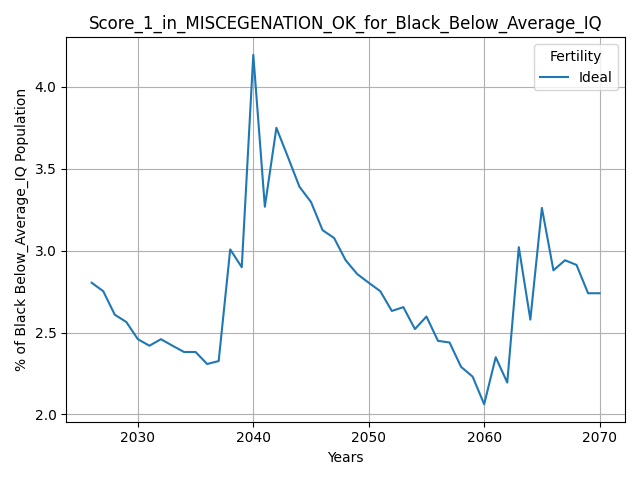 Score_1_in_MISCEGENATION_OK_for_Black_Below_Average_IQ
Fertility
Ideal
% of Black Below_Average_IQ Population
4.0
3.5
3.0
2.5
2.0
2030
2040
2050
2060
2070
Years